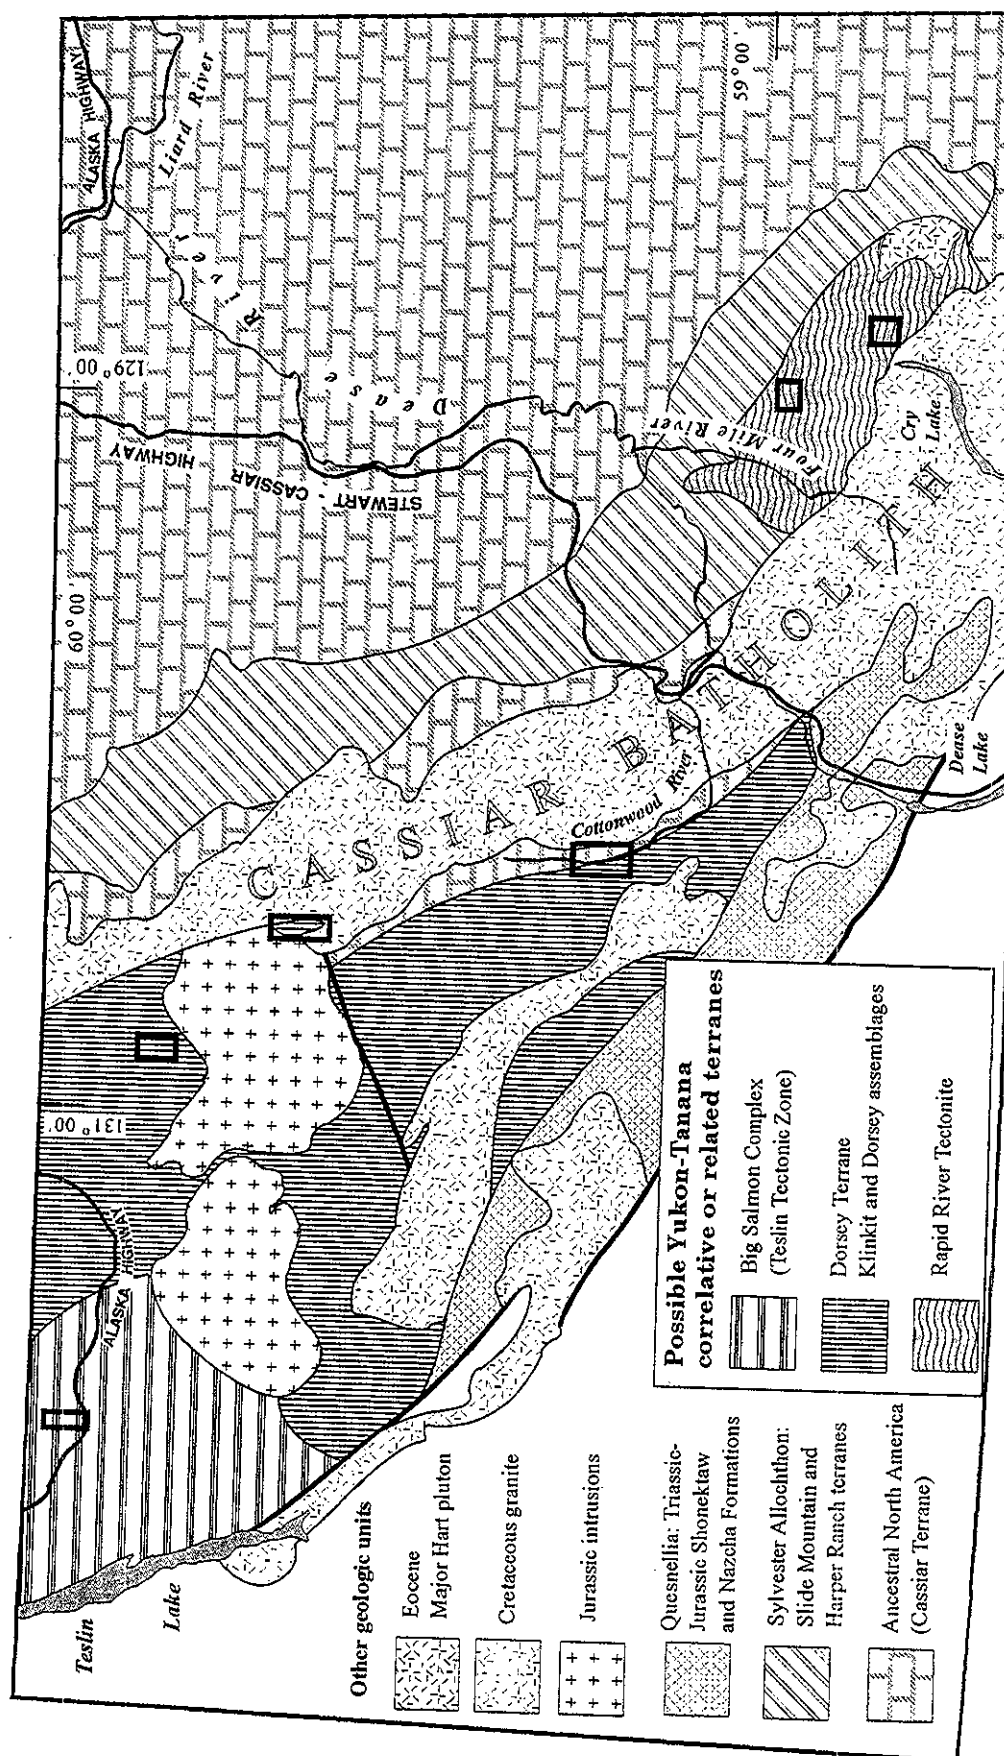 ALASKA HIGHWAY
Liard River
River
Dease
59° 00'
129° 00'
HIGHWAY
STEWART - CASSIAR
60° 00'
Four Mile River
Cry
Lake
CASSIAR BATHOLITH
Cottonwood River
Dease
Lake
131° 00'
ALASKA HIGHWAY
Teslin
Lake
Other geologic units
Eocene
Major Hart pluton
Cretaceous granite
Jurassic intrusions
Quesnellia: Triassic-
Jurassic Shonektaw
and Nazcha Formations
Sylvester Allochthon:
Slide Mountain and
Harper Ranch terranes
Ancestral North America
(Cassiar Terrane)
Possible Yukon-Tanana
correlative or related terranes
Big Salmon Complex
(Teslin Tectonic Zone)
Dorsey Terrane
Klinkit and Dorsey assemblages
Rapid River Tectonite